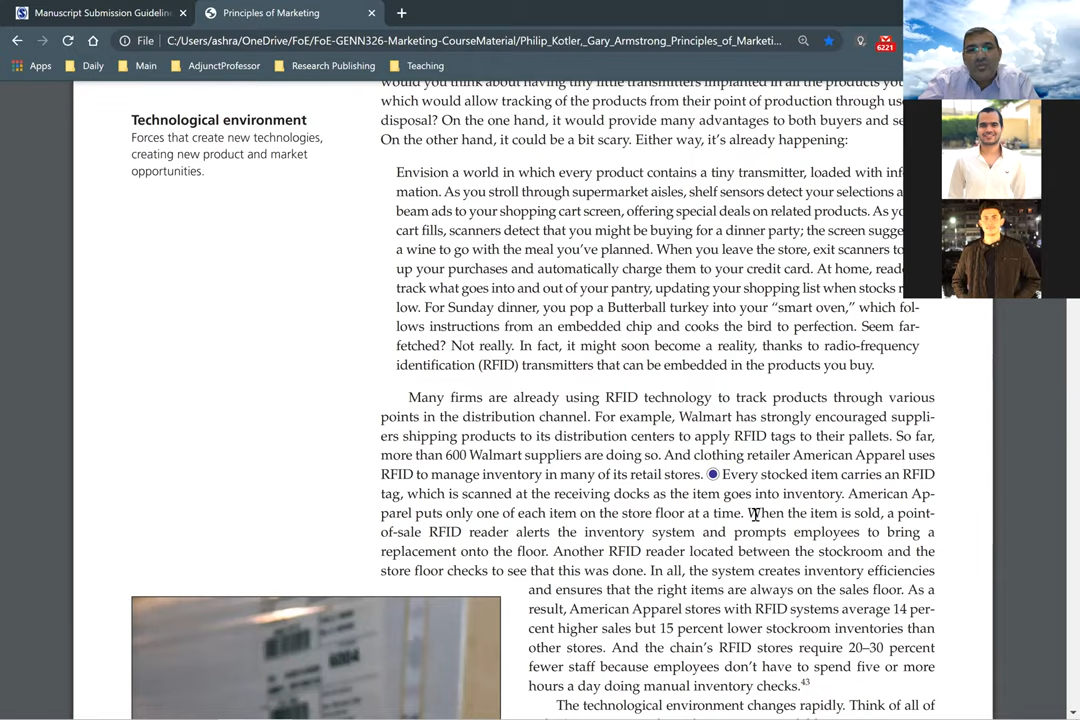 Manuscript Submission Guidelin
Principles of Marketing
File
C:/Users/ashra/OneDrive/FoE/FoE-GENN326-Marketing-CourseMaterial/Philip_Kotler,_Gary_Armstrong_Principles_of_Marketi...
6221
Apps
Daily
Main
AdjunctProfessor
Research Publishing
Teaching
Technological environment
Forces that create new technologies,
creating new product and market
opportunities.
would you think about having tiny little transmitters implanted in all the products you
which would allow tracking of the products from their point of production through use
disposal? On the one hand, it would provide many advantages to both buyers and se
On the other hand, it could be a bit scary. Either way, it's already happening:
Envision a world in which every product contains a tiny transmitter, loaded with inf
mation. As you stroll through supermarket aisles, shelf sensors detect your selections a
beam ads to your shopping cart screen, offering special deals on related products. As yo
cart fills, scanners detect that you might be buying for a dinner party; the screen sugge
a wine to go with the meal you've planned. When you leave the store, exit scanners to
up your purchases and automatically charge them to your credit card. At home, read
track what goes into and out of your pantry, updating your shopping list when stocks r
low. For Sunday dinner, you pop a Butterball turkey into your “smart oven,” which fol-
lows instructions from an embedded chip and cooks the bird to perfection. Seem far-
fetched? Not really. In fact, it might soon become a reality, thanks to radio-frequency
identification (RFID) transmitters that can be embedded in the products you buy.
Many firms are already using RFID technology to track products through various
points in the distribution channel. For example, Walmart has strongly encouraged suppli-
ers shipping products to its distribution centers to apply RFID tags to their pallets. So far,
more than 600 Walmart suppliers are doing so. And clothing retailer American Apparel uses
RFID to manage inventory in many of its retail stores. Every stocked item carries an RFID
tag, which is scanned at the receiving docks as the item goes into inventory. American Ap-
parel puts only one of each item on the store floor at a time. When the item is sold, a point-
of-sale RFID reader alerts the inventory system and prompts employees to bring a
replacement onto the floor. Another RFID reader located between the stockroom and the
store floor checks to see that this was done. In all, the system creates inventory efficiencies
and ensures that the right items are always on the sales floor. As a
result, American Apparel stores with RFID systems average 14 per-
cent higher sales but 15 percent lower stockroom inventories than
other stores. And the chain's RFID stores require 20–30 percent
fewer staff because employees don't have to spend five or more
hours a day doing manual inventory checks.43
The technological environment changes rapidly. Think of all of
6004